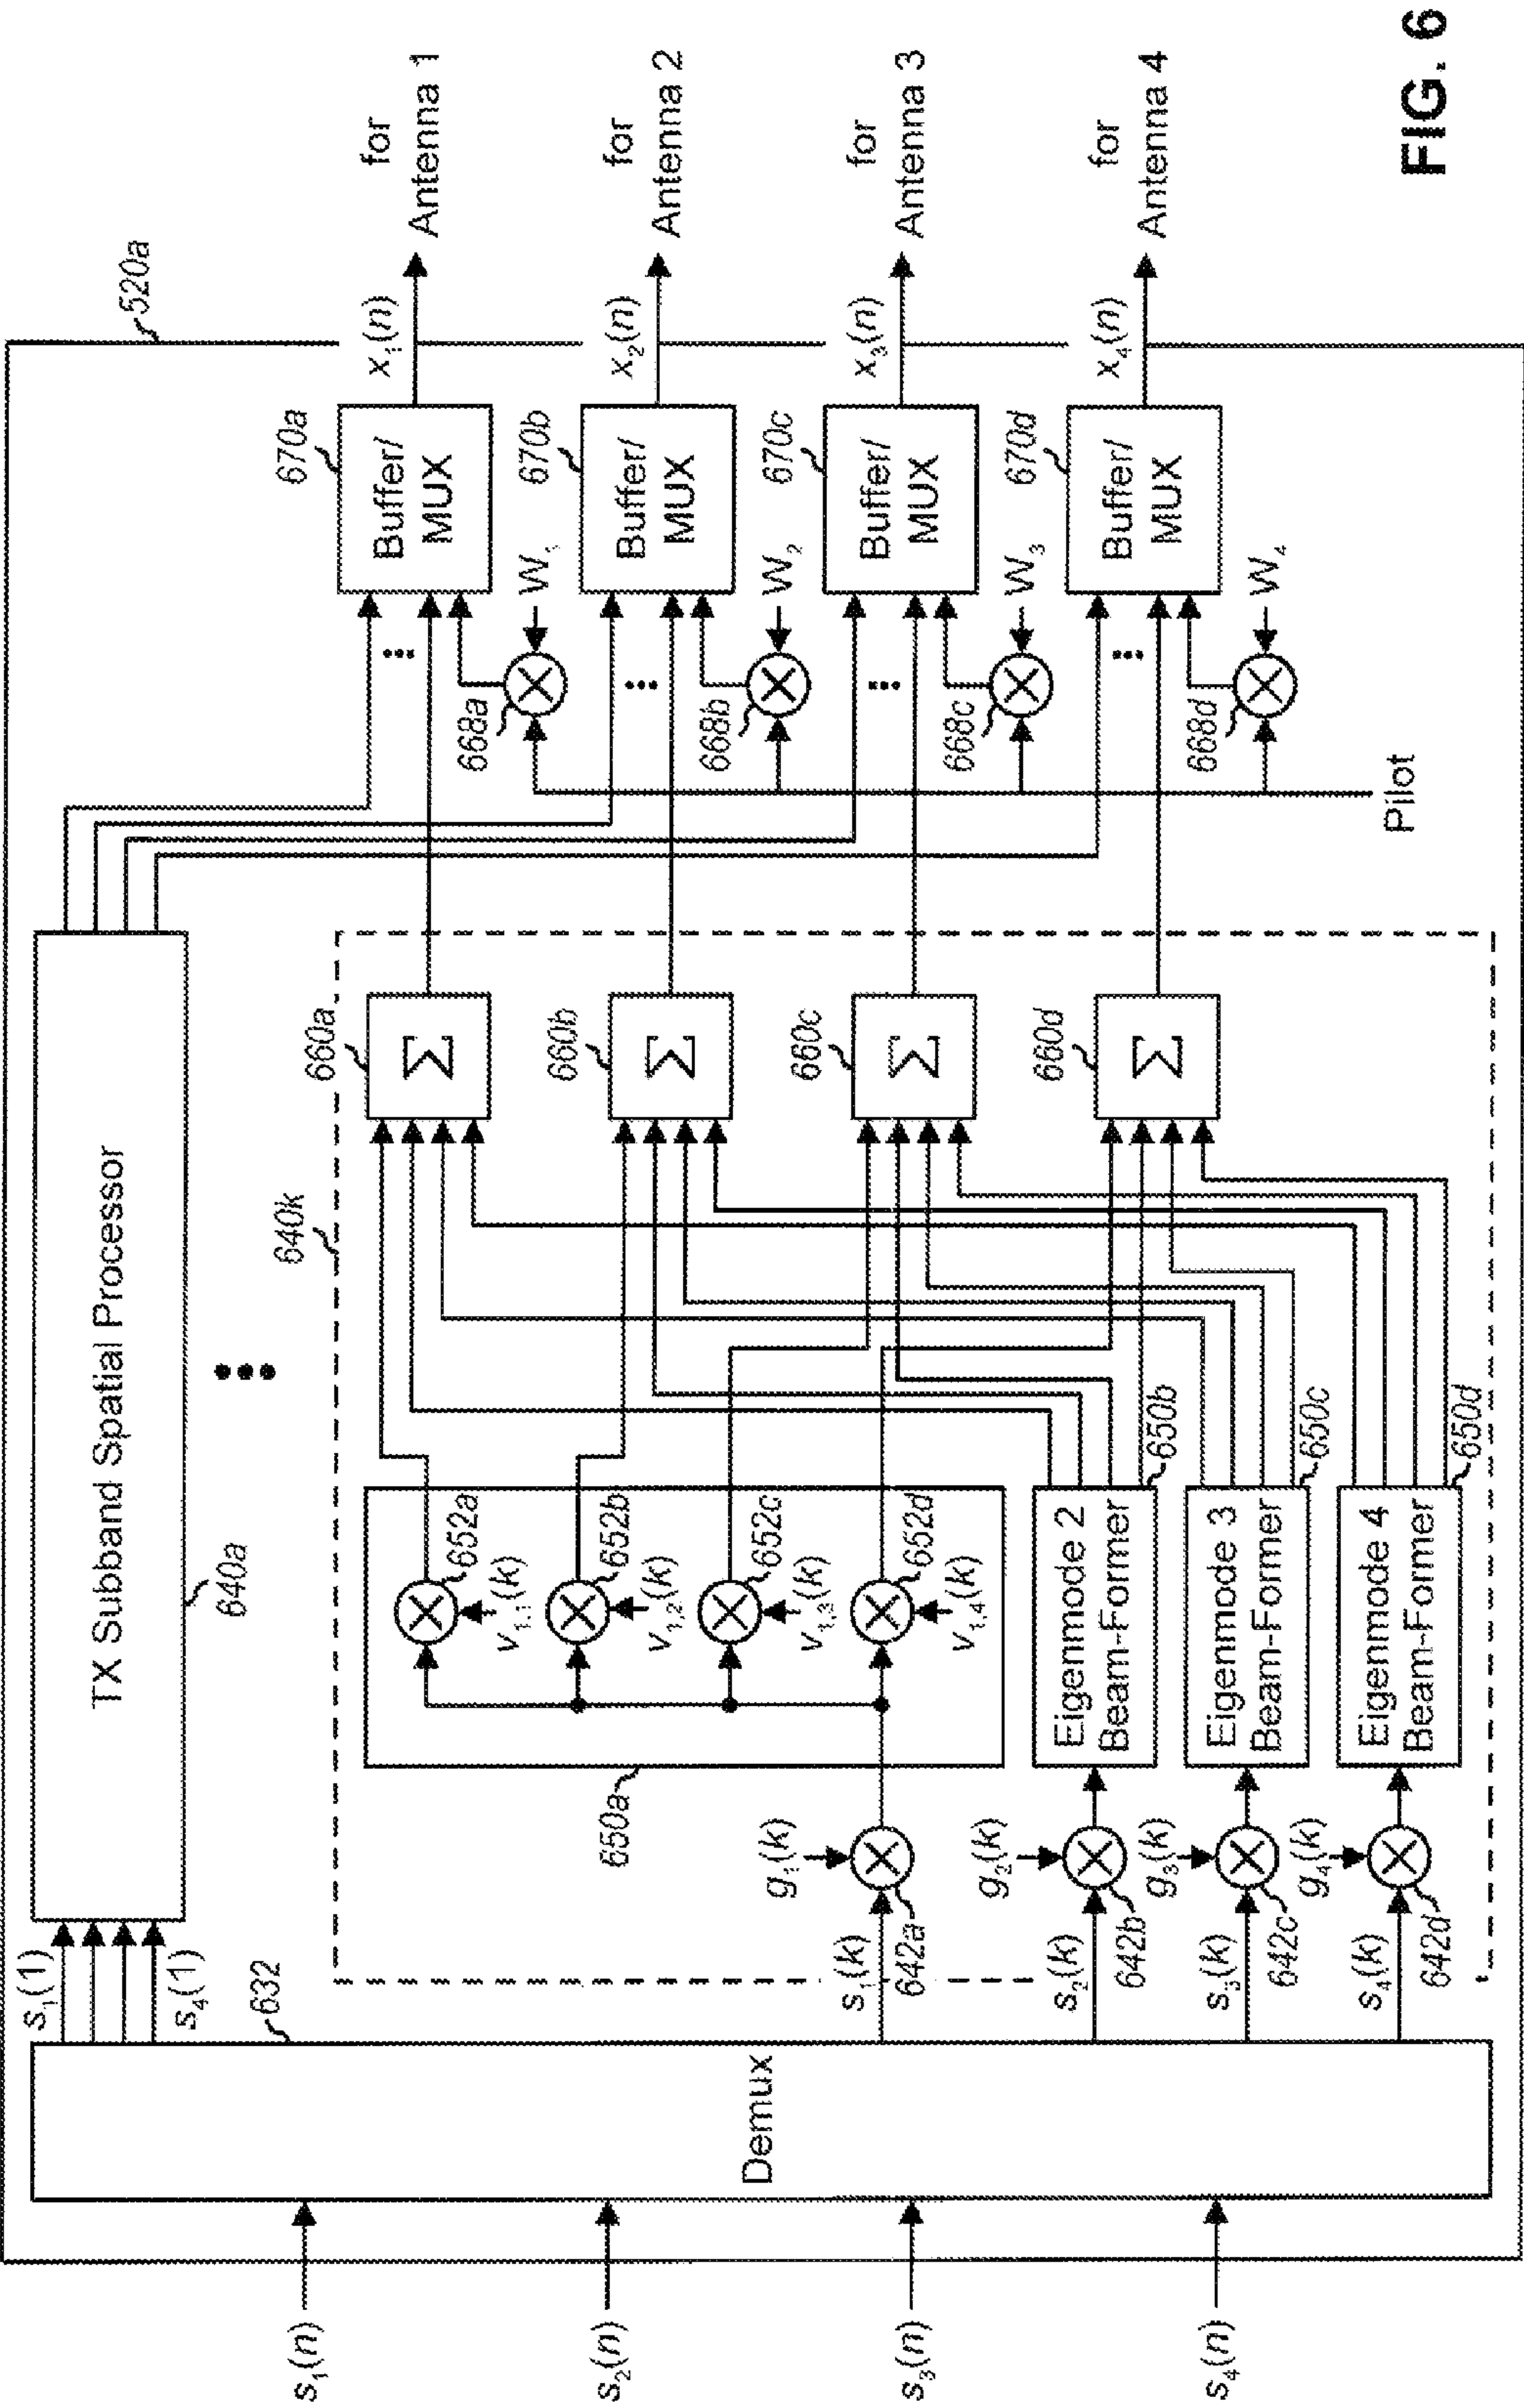 520a
TX Subband Spatial Processor
640a
s₁(1)
s₄(1)
632
Demux
s₁(n)
s₂(n)
s₃(n)
s₄(n)
640k
s₁(k)
g₁(k)
642a
650a
652a
v₁,₁(k)
652b
v₁,₂(k)
652c
v₁,₃(k)
652d
v₁,₄(k)
s₂(k)
g₂(k)
642b
Eigenmode 2
Beam-Former
650b
s₃(k)
g₃(k)
642c
Eigenmode 3
Beam-Former
650c
s₄(k)
g₄(k)
642d
Eigenmode 4
Beam-Former
650d
660a
Σ
660b
Σ
660c
Σ
660d
Σ
668a
W₁
668b
W₂
668c
W₃
668d
W₄
Pilot
670a
Buffer/
MUX
x₁(n)
for
Antenna 1
670b
Buffer/
MUX
x₂(n)
for
Antenna 2
670c
Buffer/
MUX
x₃(n)
for
Antenna 3
670d
Buffer/
MUX
x₄(n)
for
Antenna 4
FIG. 6